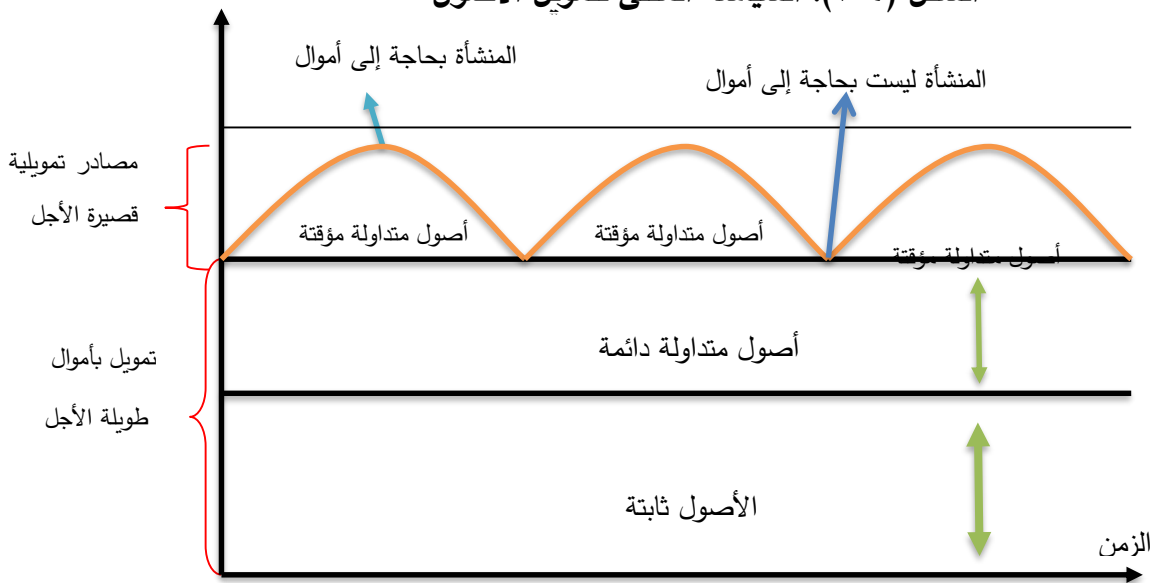 المنشأة بحاجة إلى أموال
المنشأة ليست بحاجة إلى أموال
مصادر تمويلية
قصيرة الأجل
أصول متداولة مؤقتة
أصول متداولة مؤقتة
أصول متداولة مؤقتة
أصول متداولة دائمة
تمويل بأموال
طويلة الأجل
الأصول ثابتة
الزمن